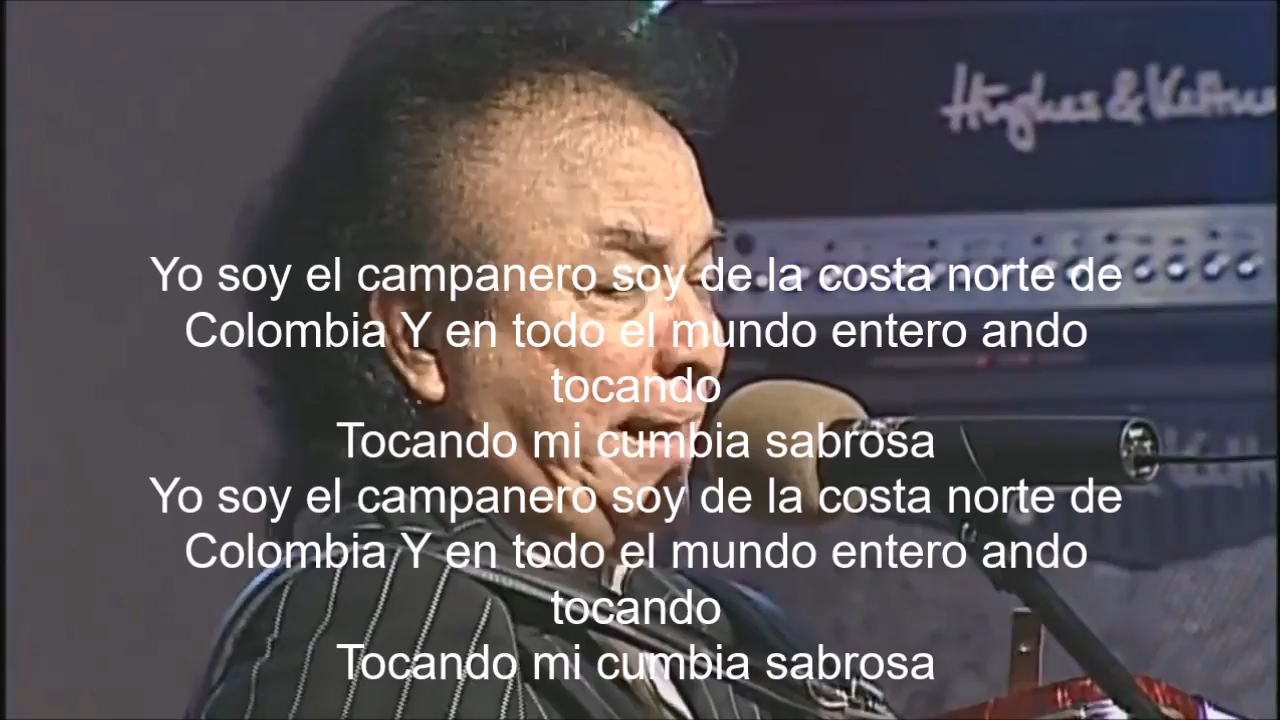 Hughes & Kettner
Yo soy el campanero soy de la costa norte de
Colombia Y en todo el mundo entero ando
tocando
Tocando mi cumbia sabrosa
Yo soy el campanero soy de la costa norte de
Colombia Y en todo el mundo entero ando
tocando
Tocando mi cumbia sabrosa